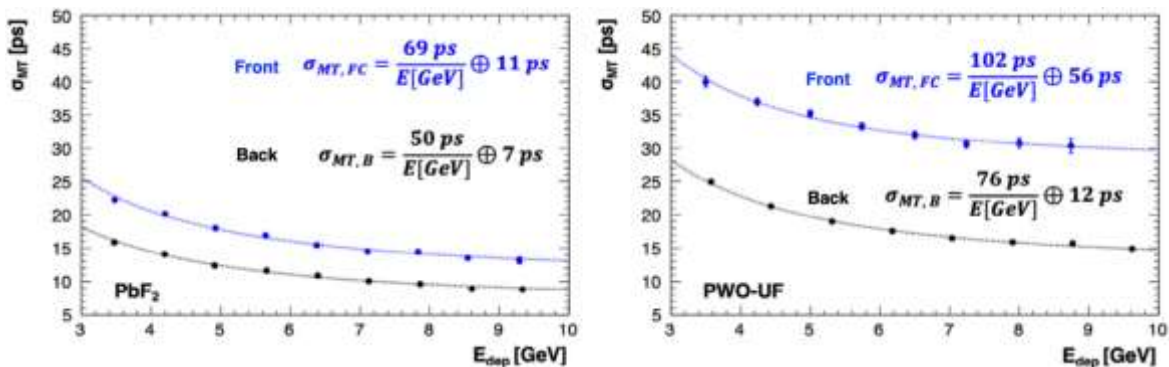 σMT [ps]
50
45
40
35
30
25
20
15
10
5
Front σMT, FC = 69 ps / E[GeV] ⊕ 11 ps
Back σMT, B = 50 ps / E[GeV] ⊕ 7 ps
PbF2
3 4 5 6 7 8 9 10
Edep [GeV]
σMT [ps]
50
45
40
35
30
25
20
15
10
5
Front σMT, FC = 102 ps / E[GeV] ⊕ 56 ps
Back σMT, B = 76 ps / E[GeV] ⊕ 12 ps
PWO-UF
3 4 5 6 7 8 9 10
Edep [GeV]